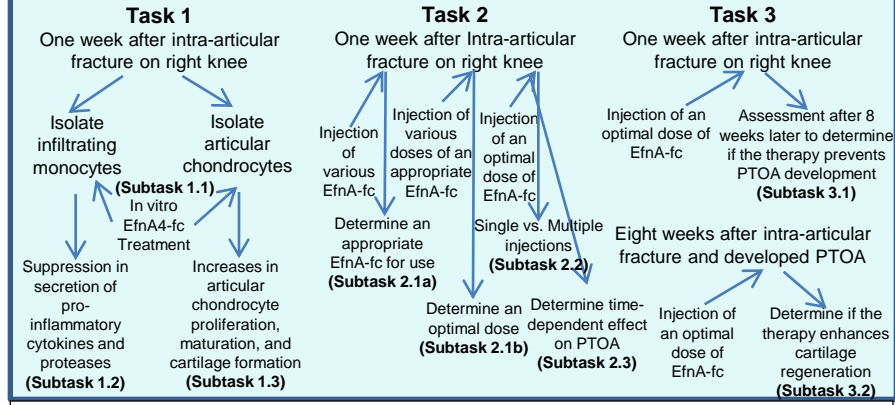 Task 1
One week after intra-articular
fracture on right knee
Isolate
infiltrating
monocytes
Isolate
articular
chondrocytes
(Subtask 1.1)
In vitro
EfnA4-fc
Treatment
Suppression in
secretion of
pro-
inflammatory
cytokines and
proteases
(Subtask 1.2)
Increases in
articular
chondrocyte
proliferation,
maturation, and
cartilage formation
(Subtask 1.3)
Task 2
One week after Intra-articular
fracture on right knee
Injection
of
various
EfnA-fc
Injection of
various
doses of an
appropriate
EfnA-fc
Injection
of an
optimal
dose of
EfnA-fc
Determine an
appropriate
EfnA-fc for use
(Subtask 2.1a)
Single vs. Multiple
injections
(Subtask 2.2)
Determine an
optimal dose
(Subtask 2.1b)
Determine time-
dependent effect
on PTOA
(Subtask 2.3)
Task 3
One week after intra-articular
fracture on right knee
Injection of an
optimal dose of
EfnA-fc
Assessment after 8
weeks later to determine
if the therapy prevents
PTOA development
(Subtask 3.1)
Eight weeks after intra-articular
fracture and developed PTOA
Injection of
an optimal
dose of
EfnA-fc
Determine if the
therapy enhances
cartilage
regeneration
(Subtask 3.2)